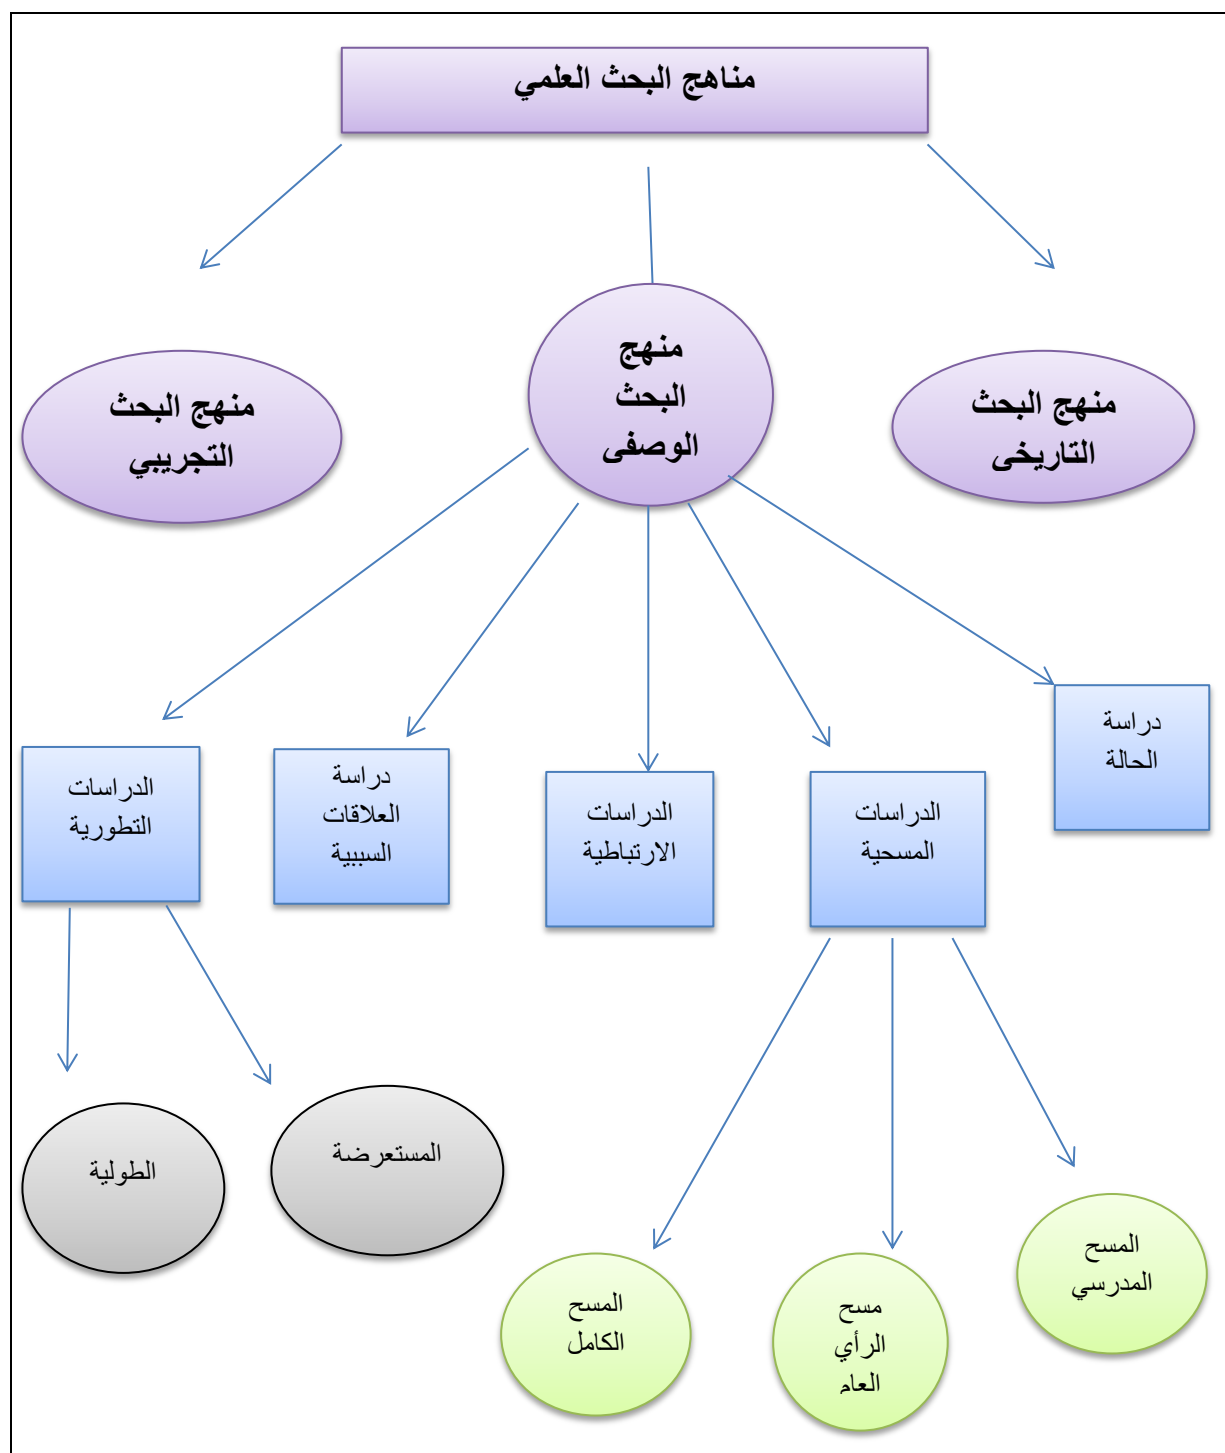 مناهج البحث العلمي
منهج البحث
التاريخى
منهج
البحث
الوصفى
منهج البحث
التجريبي
دراسة
الحالة
الدراسات
المسحية
الدراسات
الارتباطية
دراسة
العلاقات
السببية
الدراسات
التطورية
المسح
المدرسي
مسح
الرأي
العام
المسح
الكامل
المستعرضة
الطولية